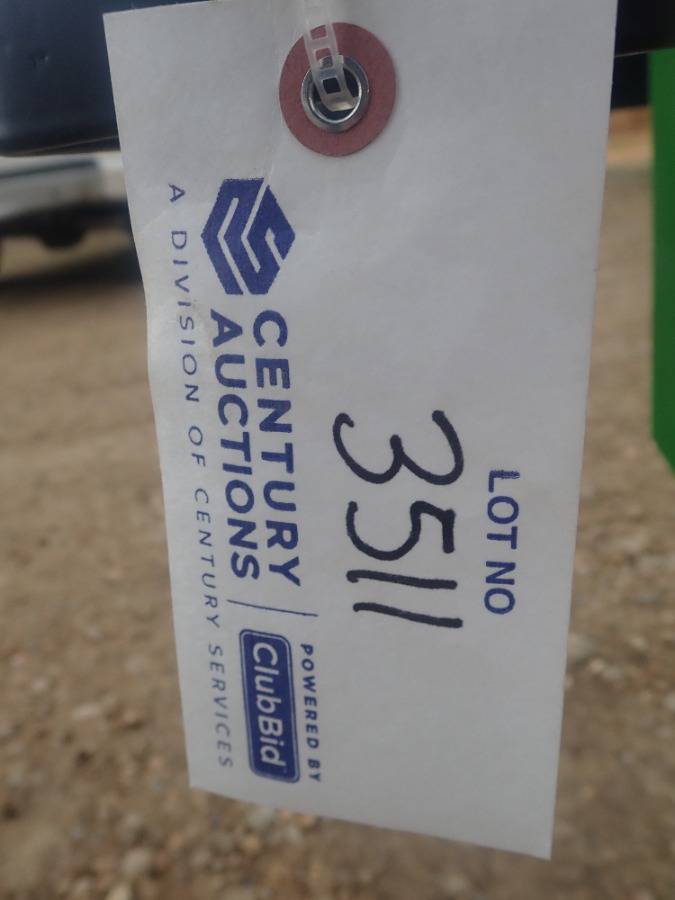 LOT NO
3511
CENTURY
AUCTIONS
POWERED BY
ClubBid
A DIVISION OF CENTURY SERVICES